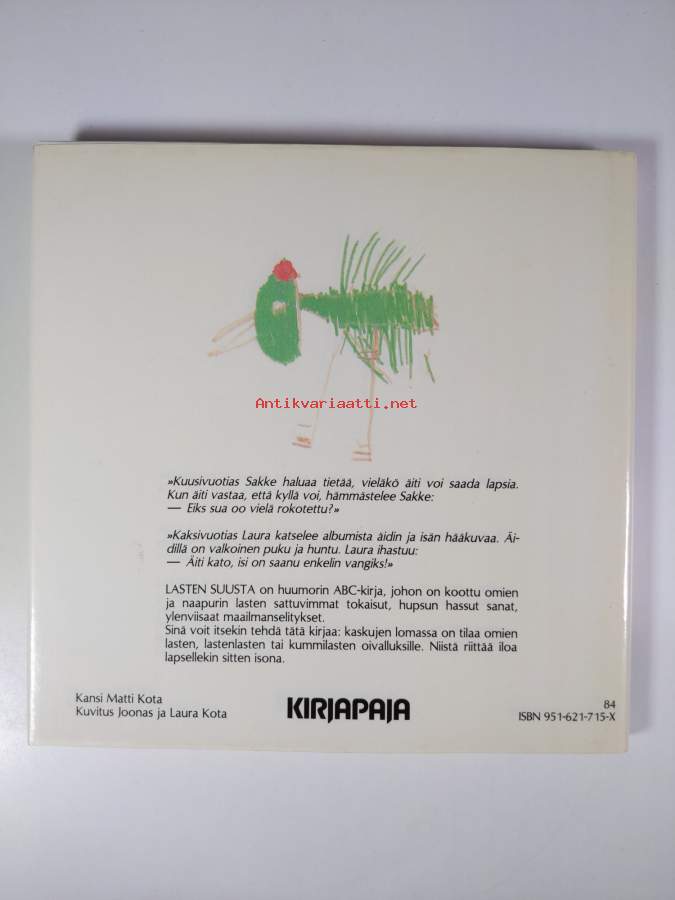 Antikvariaatti.net
»Kuusivuotias Sakke haluaa tietää, vieläkö äiti voi saada lapsia.
Kun äiti vastaa, että kyllä voi, hämmästelee Sakke:
— Eiks sua oo vielä rokotettu?»
»Kaksivuotias Laura katselee albumista äidin ja isän hääkuvaa. Äi-
dillä on valkoinen puku ja huntu. Laura ihastuu:
— Äiti kato, isi on saanu enkelin vangiks!»
LASTEN SUUSTA on huumorin ABC-kirja, johon on koottu omien
ja naapurin lasten sattuvimmat tokaisut, hupsun hassut sanat,
ylenviisaat maailmanselitykset.
Sinä voit itsekin tehdä tätä kirjaa: kaskujen lomassa on tilaa omien
lasten, lastenlasten tai kummilasten oivalluksille. Niistä riittää iloa
lapsellekin sitten isona.
Kansi Matti Kota
Kuvitus Joonas ja Laura Kota
KIRJAPAJA
84
ISBN 951-621-715-X